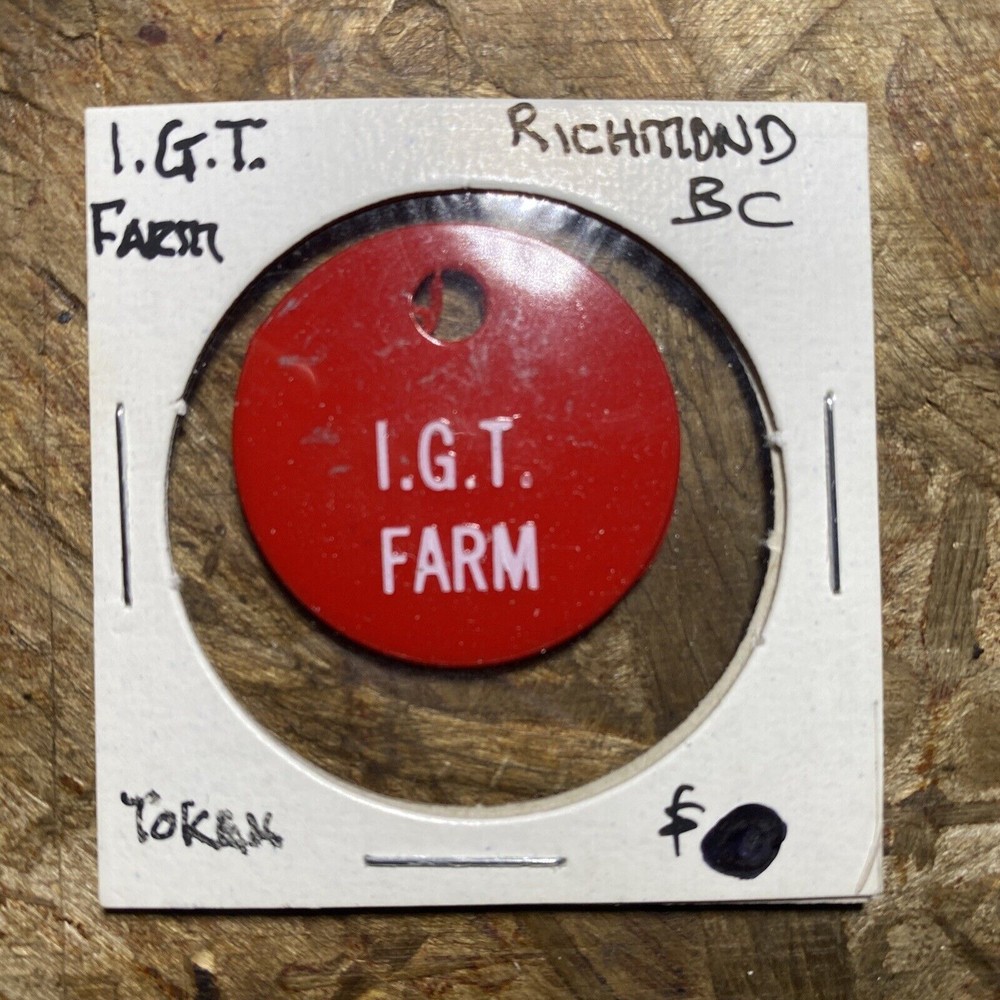 I.G.T.
FARM
RICHMOND
BC
I.G.T.
FARM
TOKEN
$